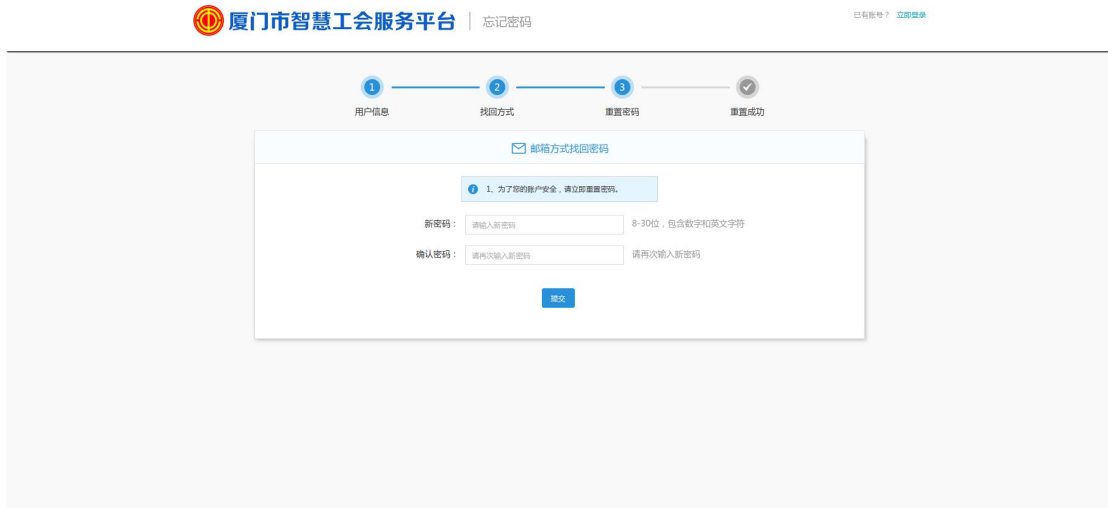 厦门市智慧工会服务平台 忘记密码 已有账号？ 立即登录
1 2 3
用户信息 找回方式 重置密码 重置成功
邮箱方式找回密码
1、为了您的账户安全，请立即重置密码。
新密码： 请输入新密码 8-30位，包含数字和英文字符
确认密码： 请再次输入新密码 请再次输入新密码
提交